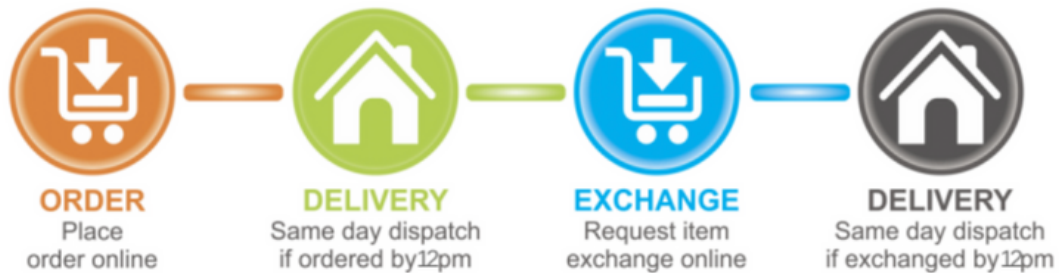 ORDER
Place
order online
DELIVERY
Same day dispatch
if ordered by12pm
EXCHANGE
Request item
exchange online
DELIVERY
Same day dispatch
if exchanged by12pm